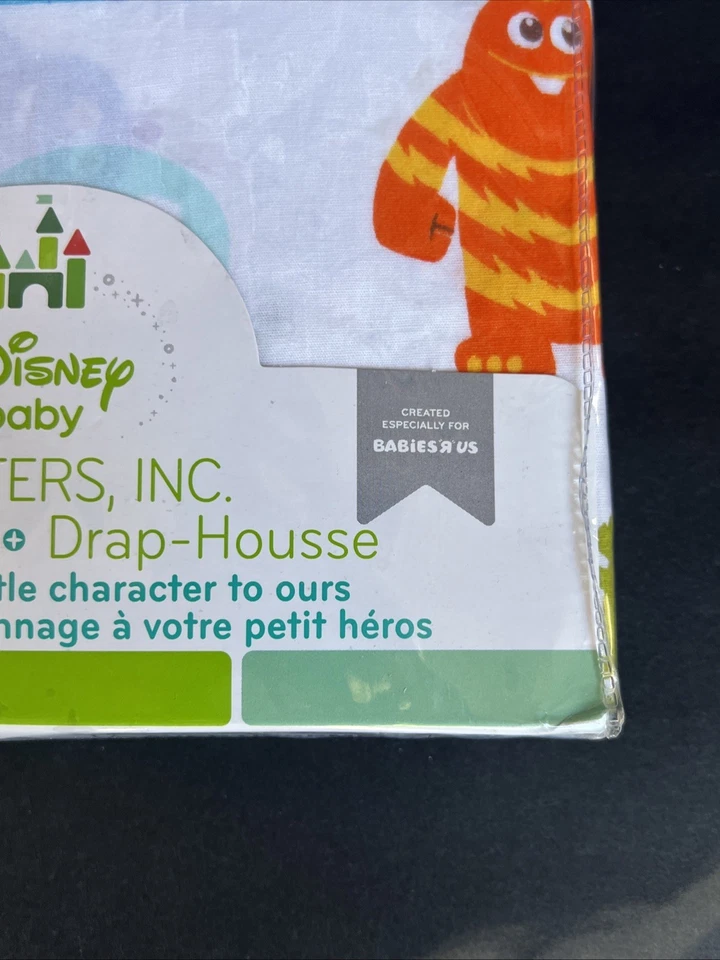 Disney
baby
TERS, INC.
+ Drap-Housse
tle character to ours
nnage à votre petit héros
CREATED
ESPECIALLY FOR
BABIES R US